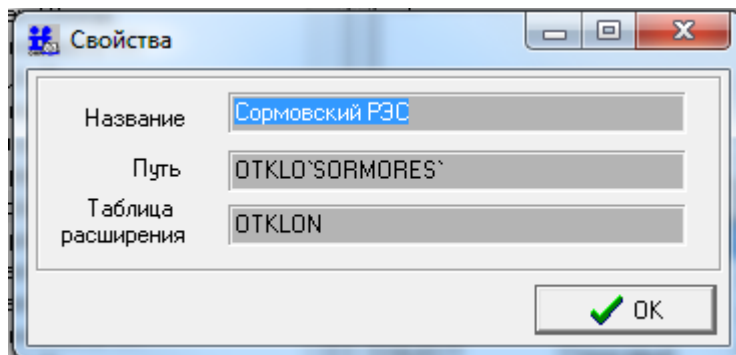 Свойства
Название Сормовский РЭС
Путь OTKLO`SORMORES`
Таблица
расширения OTKLON
OK